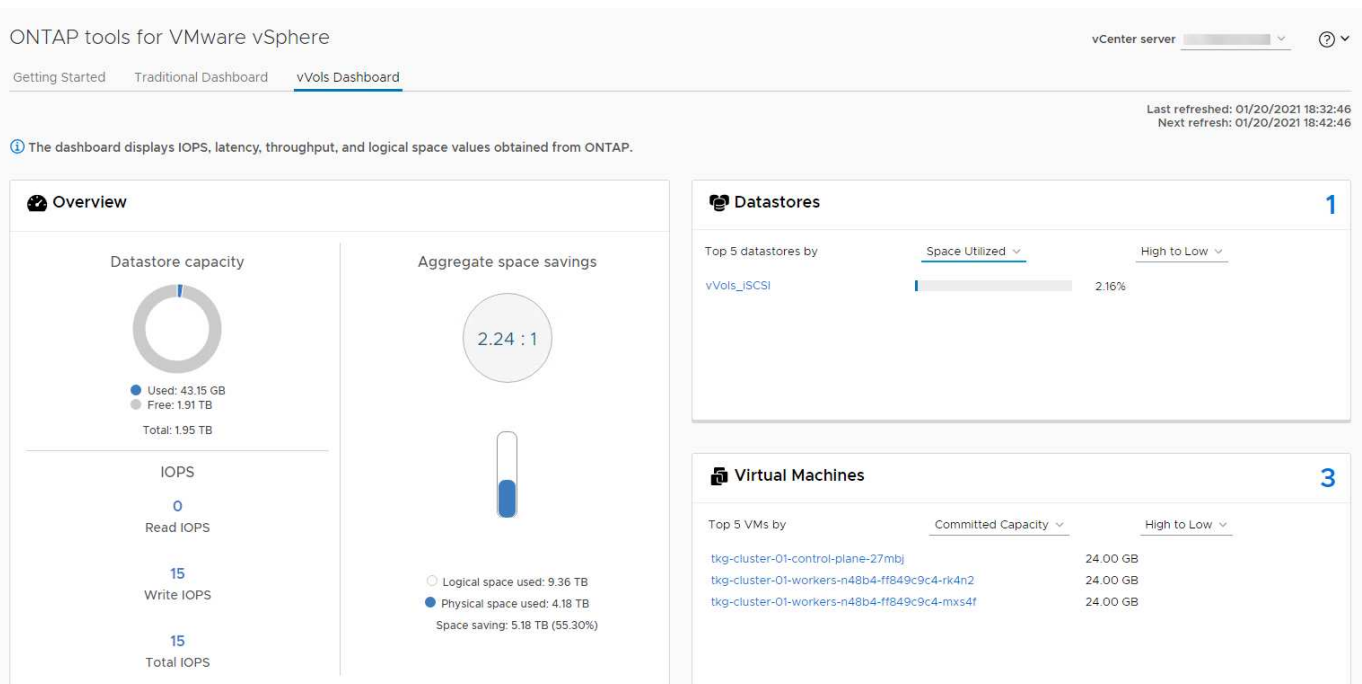 ONTAP tools for VMware vSphere
vCenter server
Getting Started Traditional Dashboard vVols Dashboard
Last refreshed: 01/20/2021 18:32:46
Next refresh: 01/20/2021 18:42:46
The dashboard displays IOPS, latency, throughput, and logical space values obtained from ONTAP.
Overview
Datastore capacity
Used: 43.15 GB
Free: 1.91 TB
Total: 1.95 TB
IOPS
0
Read IOPS
15
Write IOPS
15
Total IOPS
Aggregate space savings
2.24 : 1
Logical space used: 9.36 TB
Physical space used: 4.18 TB
Space saving: 5.18 TB (55.30%)
Datastores 1
Top 5 datastores by Space Utilized High to Low
vVols_iSCSI 2.16%
Virtual Machines 3
Top 5 VMs by Committed Capacity High to Low
tkg-cluster-01-control-plane-27mbj 24.00 GB
tkg-cluster-01-workers-n48b4-ff849c9c4-rk4n2 24.00 GB
tkg-cluster-01-workers-n48b4-ff849c9c4-mxs4f 24.00 GB